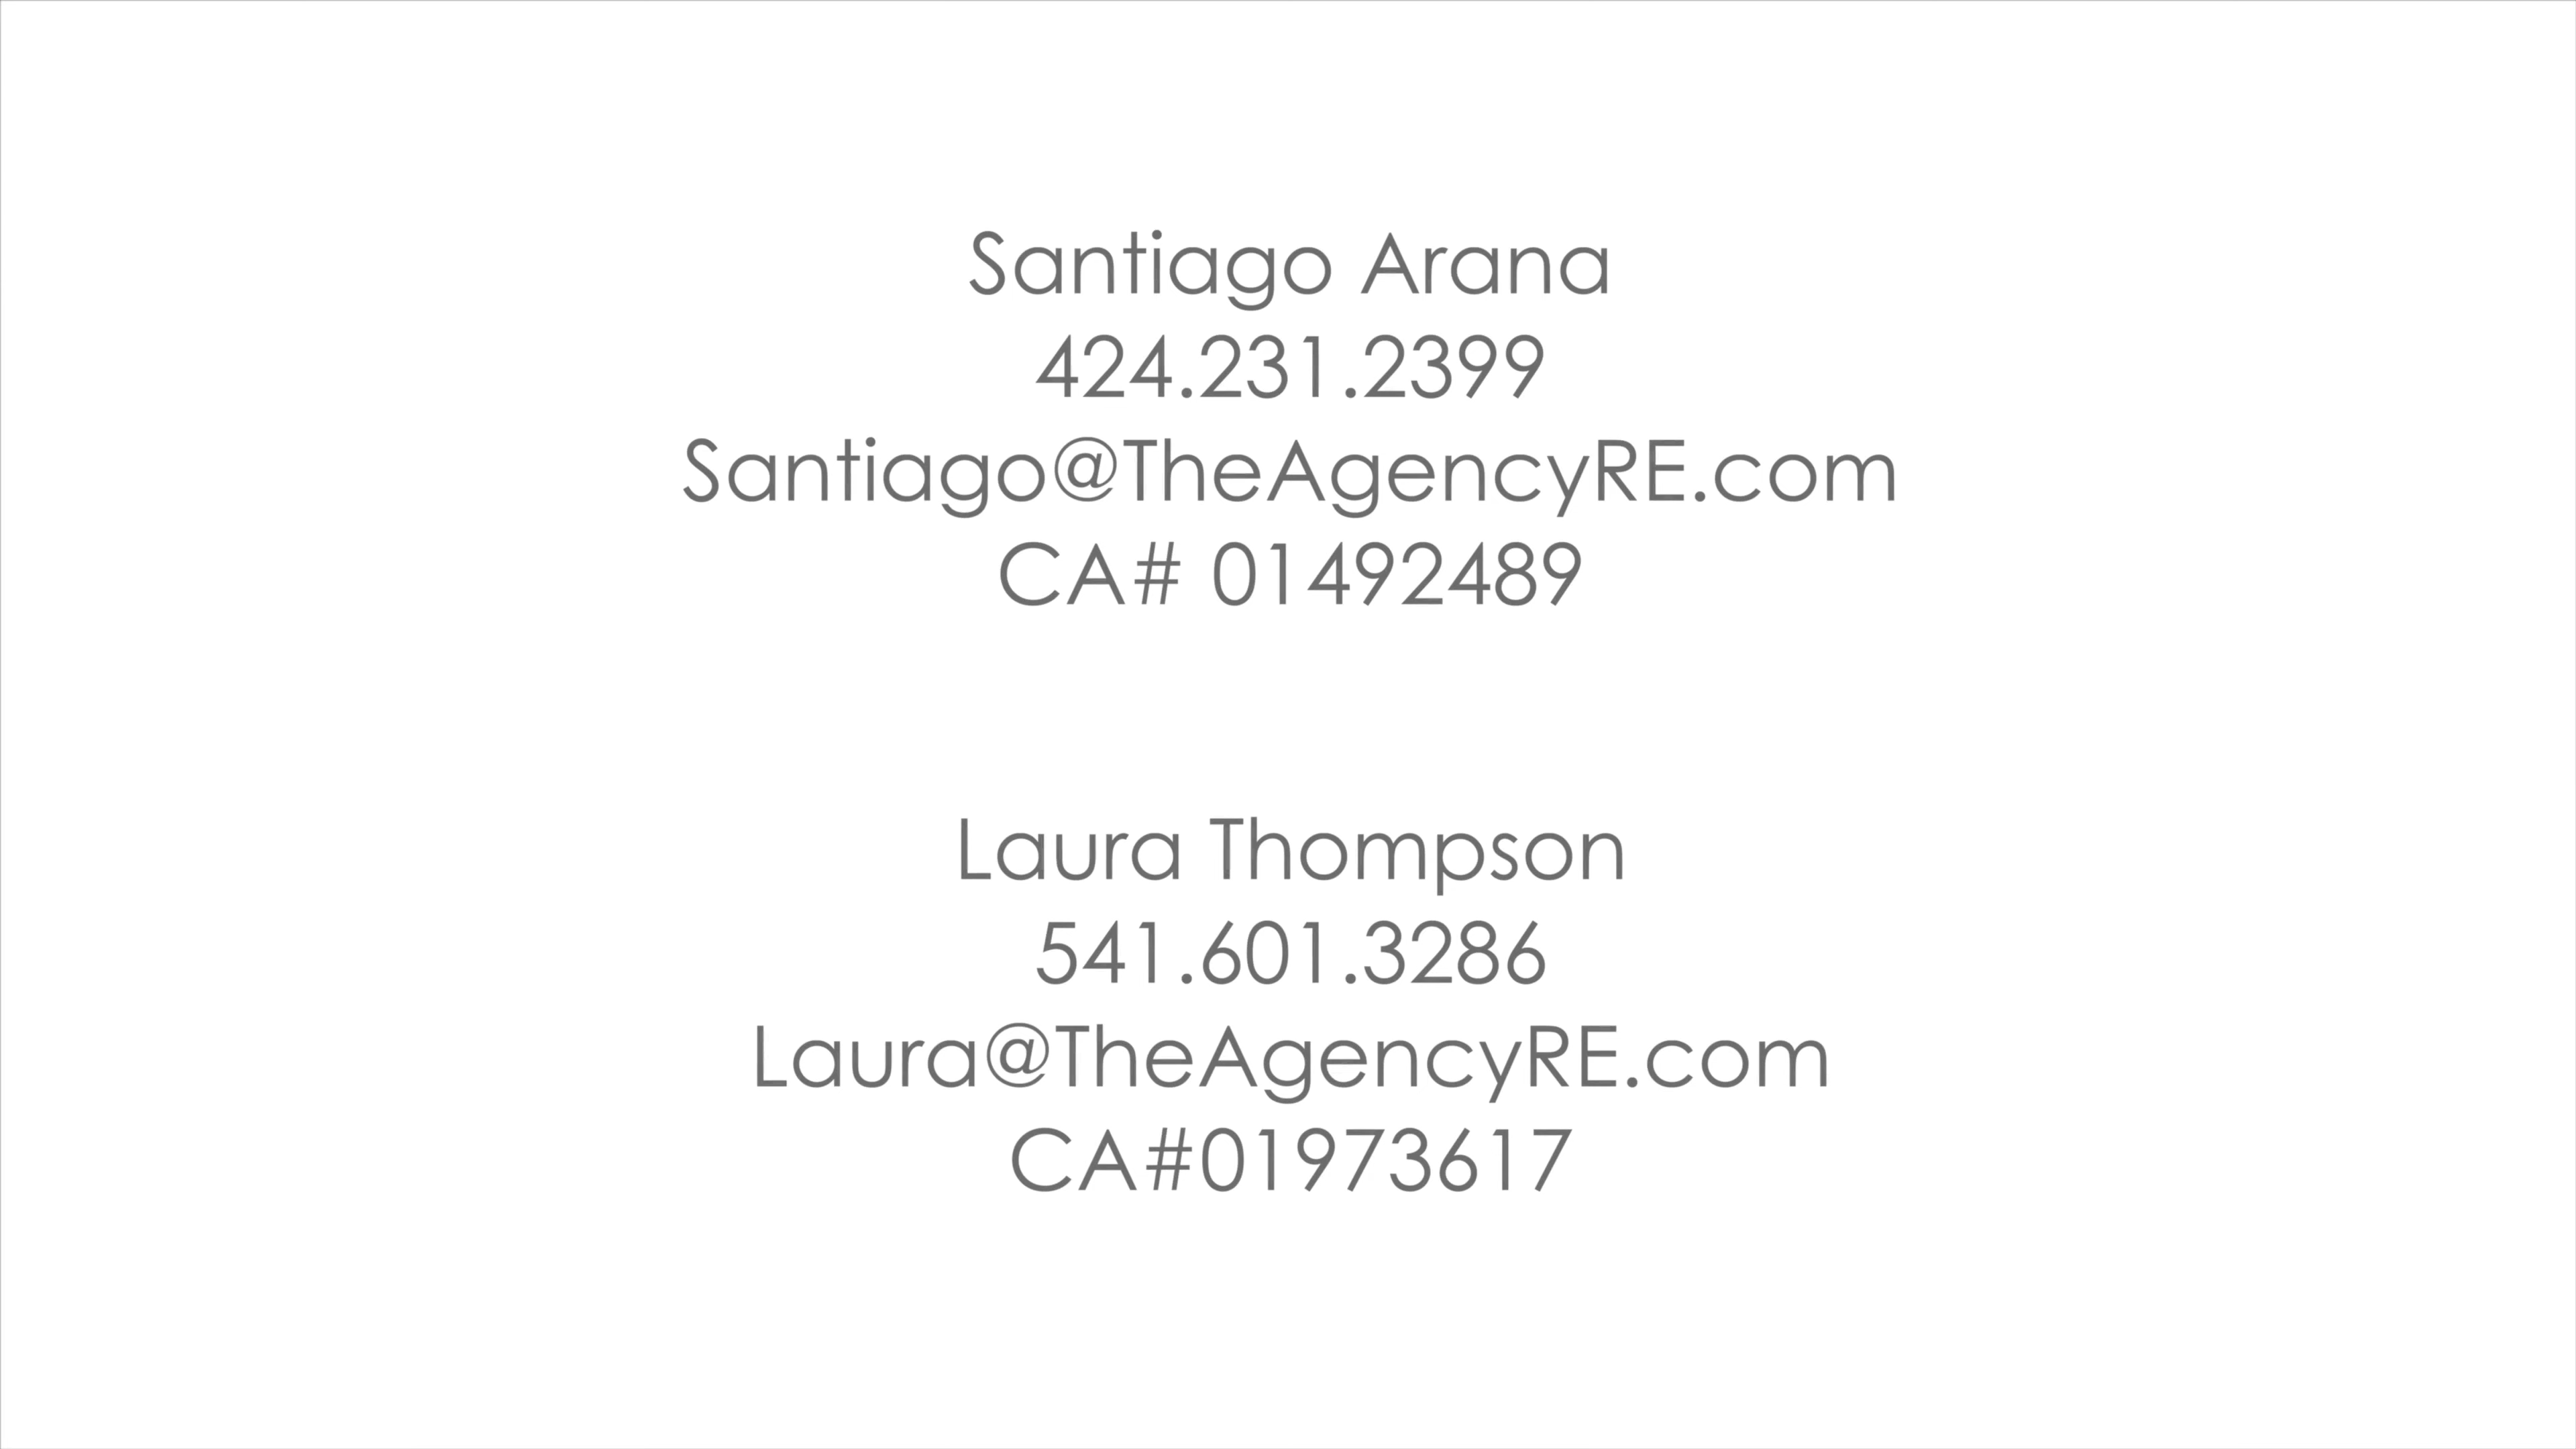 Santiago Arana
424.231.2399
Santiago@TheAgencyRE.com
CA# 01492489
Laura Thompson
541.601.3286
Laura@TheAgencyRE.com
CA#01973617